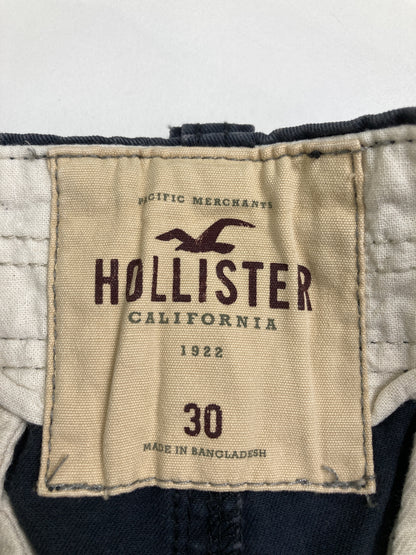 PACIFIC MERCHANTS
HOLLISTER
CALIFORNIA
1922
30
MADE IN BANGLADESH